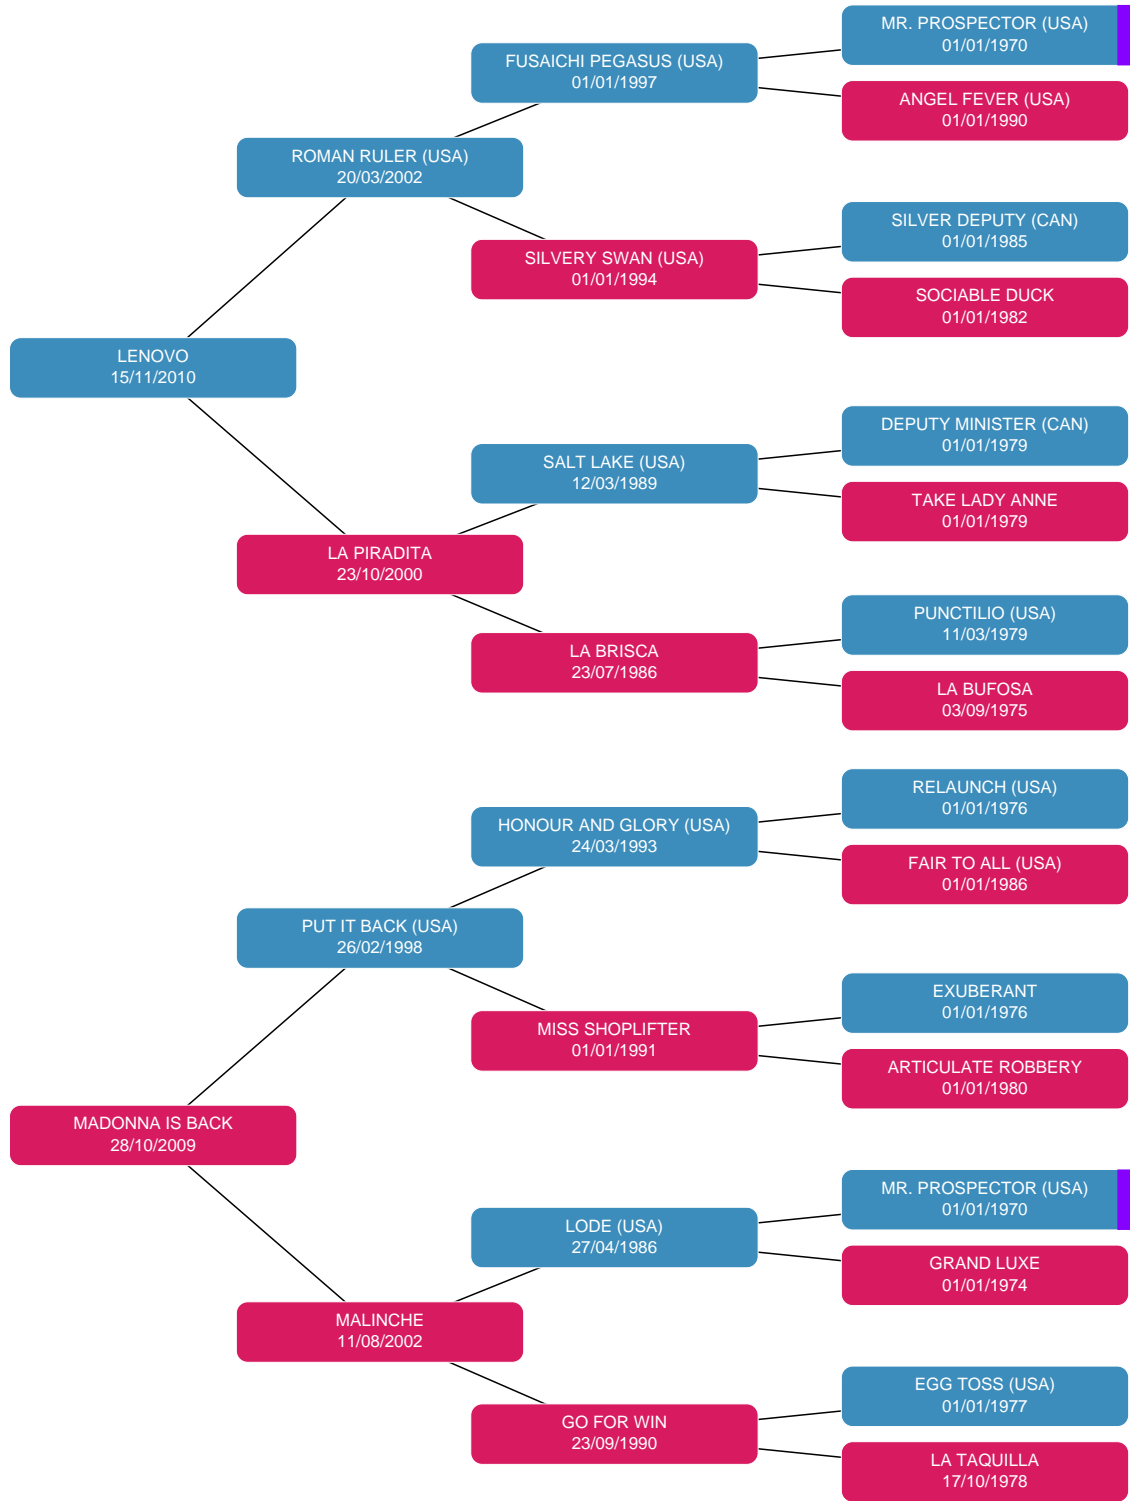 MR. PROSPECTOR (USA)
01/01/1970
FUSAICHI PEGASUS (USA)
01/01/1997
ANGEL FEVER (USA)
01/01/1990
ROMAN RULER (USA)
20/03/2002
SILVER DEPUTY (CAN)
01/01/1985
SILVERY SWAN (USA)
01/01/1994
SOCIABLE DUCK
01/01/1982
LENOVO
15/11/2010
DEPUTY MINISTER (CAN)
01/01/1979
SALT LAKE (USA)
12/03/1989
TAKE LADY ANNE
01/01/1979
LA PIRADITA
23/10/2000
PUNCTILIO (USA)
11/03/1979
LA BRISCA
23/07/1986
LA BUFOSA
03/09/1975
RELAUNCH (USA)
01/01/1976
HONOUR AND GLORY (USA)
24/03/1993
FAIR TO ALL (USA)
01/01/1986
PUT IT BACK (USA)
26/02/1998
EXUBERANT
01/01/1976
MISS SHOPLIFTER
01/01/1991
ARTICULATE ROBBERY
01/01/1980
MADONNA IS BACK
28/10/2009
MR. PROSPECTOR (USA)
01/01/1970
LODE (USA)
27/04/1986
GRAND LUXE
01/01/1974
MALINCHE
11/08/2002
EGG TOSS (USA)
01/01/1977
GO FOR WIN
23/09/1990
LA TAQUILLA
17/10/1978